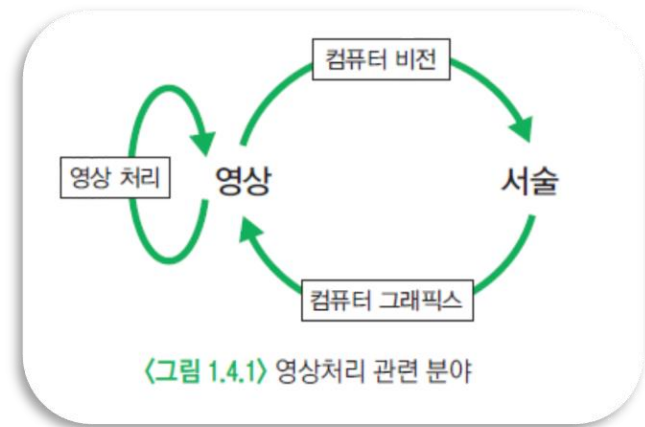 컴퓨터 비전
영상 처리
영상
서술
컴퓨터 그래픽스
〈그림 1.4.1〉 영상처리 관련 분야